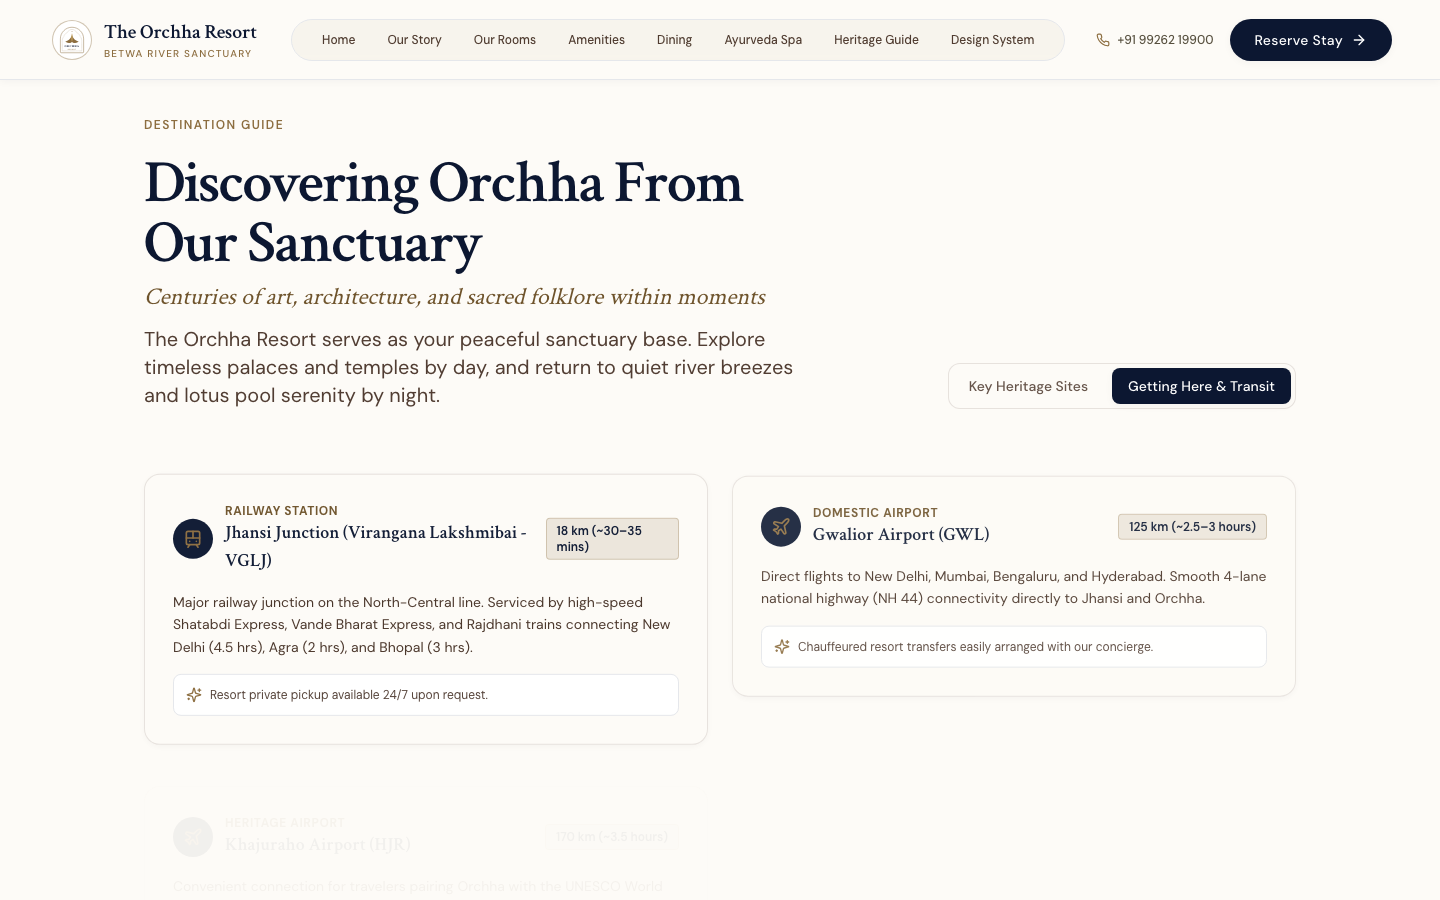 The Orchha Resort
BETWA RIVER SANCTUARY
Home
Our Story
Our Rooms
Amenities
Dining
Ayurveda Spa
Heritage Guide
Design System
+91 99262 19900
Reserve Stay
DESTINATION GUIDE
Discovering Orchha From
Our Sanctuary
Centuries of art, architecture, and sacred folklore within moments
The Orchha Resort serves as your peaceful sanctuary base. Explore
timeless palaces and temples by day, and return to quiet river breezes
and lotus pool serenity by night.
Key Heritage Sites
Getting Here & Transit
RAILWAY STATION
Jhansi Junction (Virangana Lakshmibai -
VGLJ)
18 km (~30–35
mins)
Major railway junction on the North-Central line. Serviced by high-speed
Shatabdi Express, Vande Bharat Express, and Rajdhani trains connecting New
Delhi (4.5 hrs), Agra (2 hrs), and Bhopal (3 hrs).
Resort private pickup available 24/7 upon request.
DOMESTIC AIRPORT
Gwalior Airport (GWL)
125 km (~2.5–3 hours)
Direct flights to New Delhi, Mumbai, Bengaluru, and Hyderabad. Smooth 4-lane
national highway (NH 44) connectivity directly to Jhansi and Orchha.
Chauffeured resort transfers easily arranged with our concierge.
HERITAGE AIRPORT
Khajuraho Airport (HJR)
170 km (~3.5 hours)
Convenient connection for travelers pairing Orchha with the UNESCO World